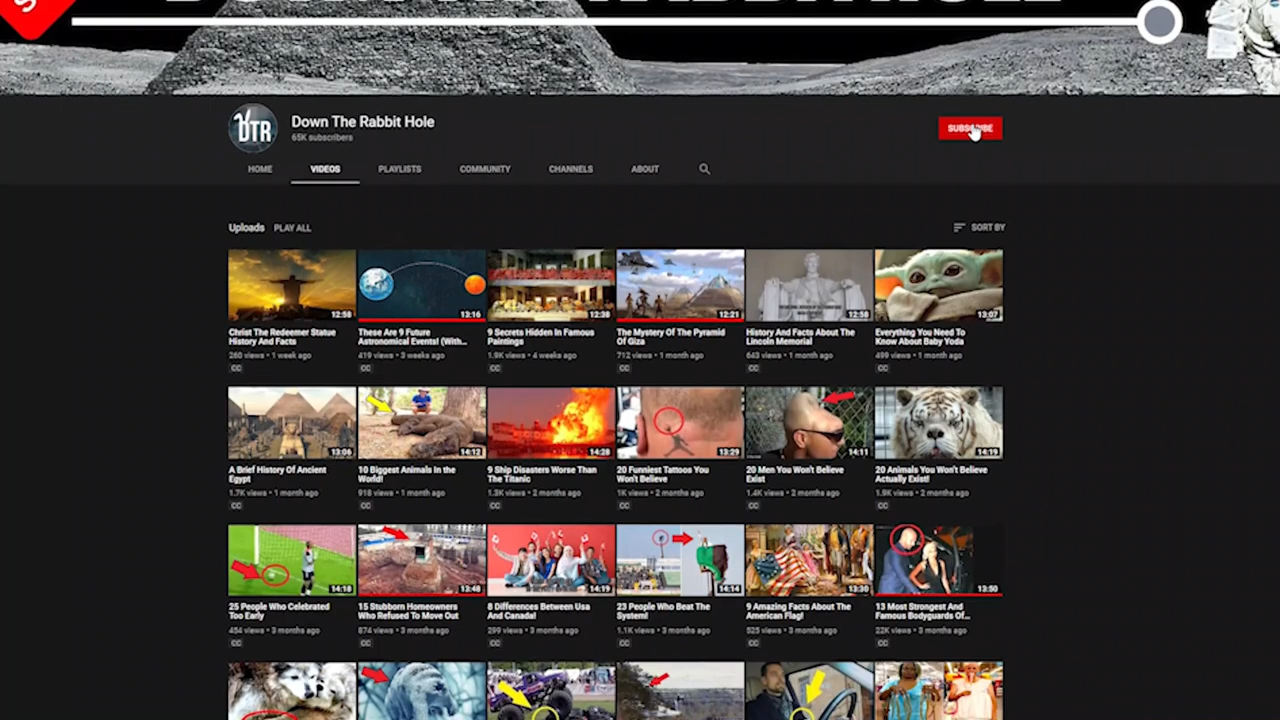 DTR
Down The Rabbit Hole
65K subscribers
SUBSCRIBE
HOME VIDEOS PLAYLISTS COMMUNITY CHANNELS ABOUT
Uploads PLAY ALL SORT BY
12:58 13:16 12:38 12:21 12:58 13:07
Christ The Redeemer Statue
History And Facts
260 views • 1 week ago
CC
These Are 9 Future
Astronomical Events! (With...
419 views • 3 weeks ago
CC
9 Secrets Hidden In Famous
Paintings
1.9K views • 4 weeks ago
CC
The Mystery Of The Pyramid
Of Giza
712 views • 1 month ago
CC
History And Facts About The
Lincoln Memorial
643 views • 1 month ago
CC
Everything You Need To
Know About Baby Yoda
499 views • 1 month ago
CC
13:06 14:12 14:28 13:29 14:11 14:19
A Brief History Of Ancient
Egypt
1.7K views • 1 month ago
CC
10 Biggest Animals In the
World!
918 views • 1 month ago
CC
9 Ship Disasters Worse Than
The Titanic
1.3K views • 2 months ago
CC
20 Funniest Tattoos You
Won't Believe
1K views • 2 months ago
CC
20 Men You Won't Believe
Exist
1.4K views • 2 months ago
CC
20 Animals You Won't Believe
Actually Exist!
1.9K views • 2 months ago
CC
14:18 13:48 14:19 14:14 13:30 13:50
25 People Who Celebrated
Too Early
454 views • 3 months ago
CC
15 Stubborn Homeowners
Who Refused To Move Out
874 views • 3 months ago
CC
8 Differences Between Usa
And Canada!
299 views • 3 months ago
CC
23 People Who Beat The
System!
1.1K views • 3 months ago
CC
9 Amazing Facts About The
American Flag!
525 views • 3 months ago
CC
13 Most Strongest And
Famous Bodyguards Of...
22K views • 3 months ago
CC